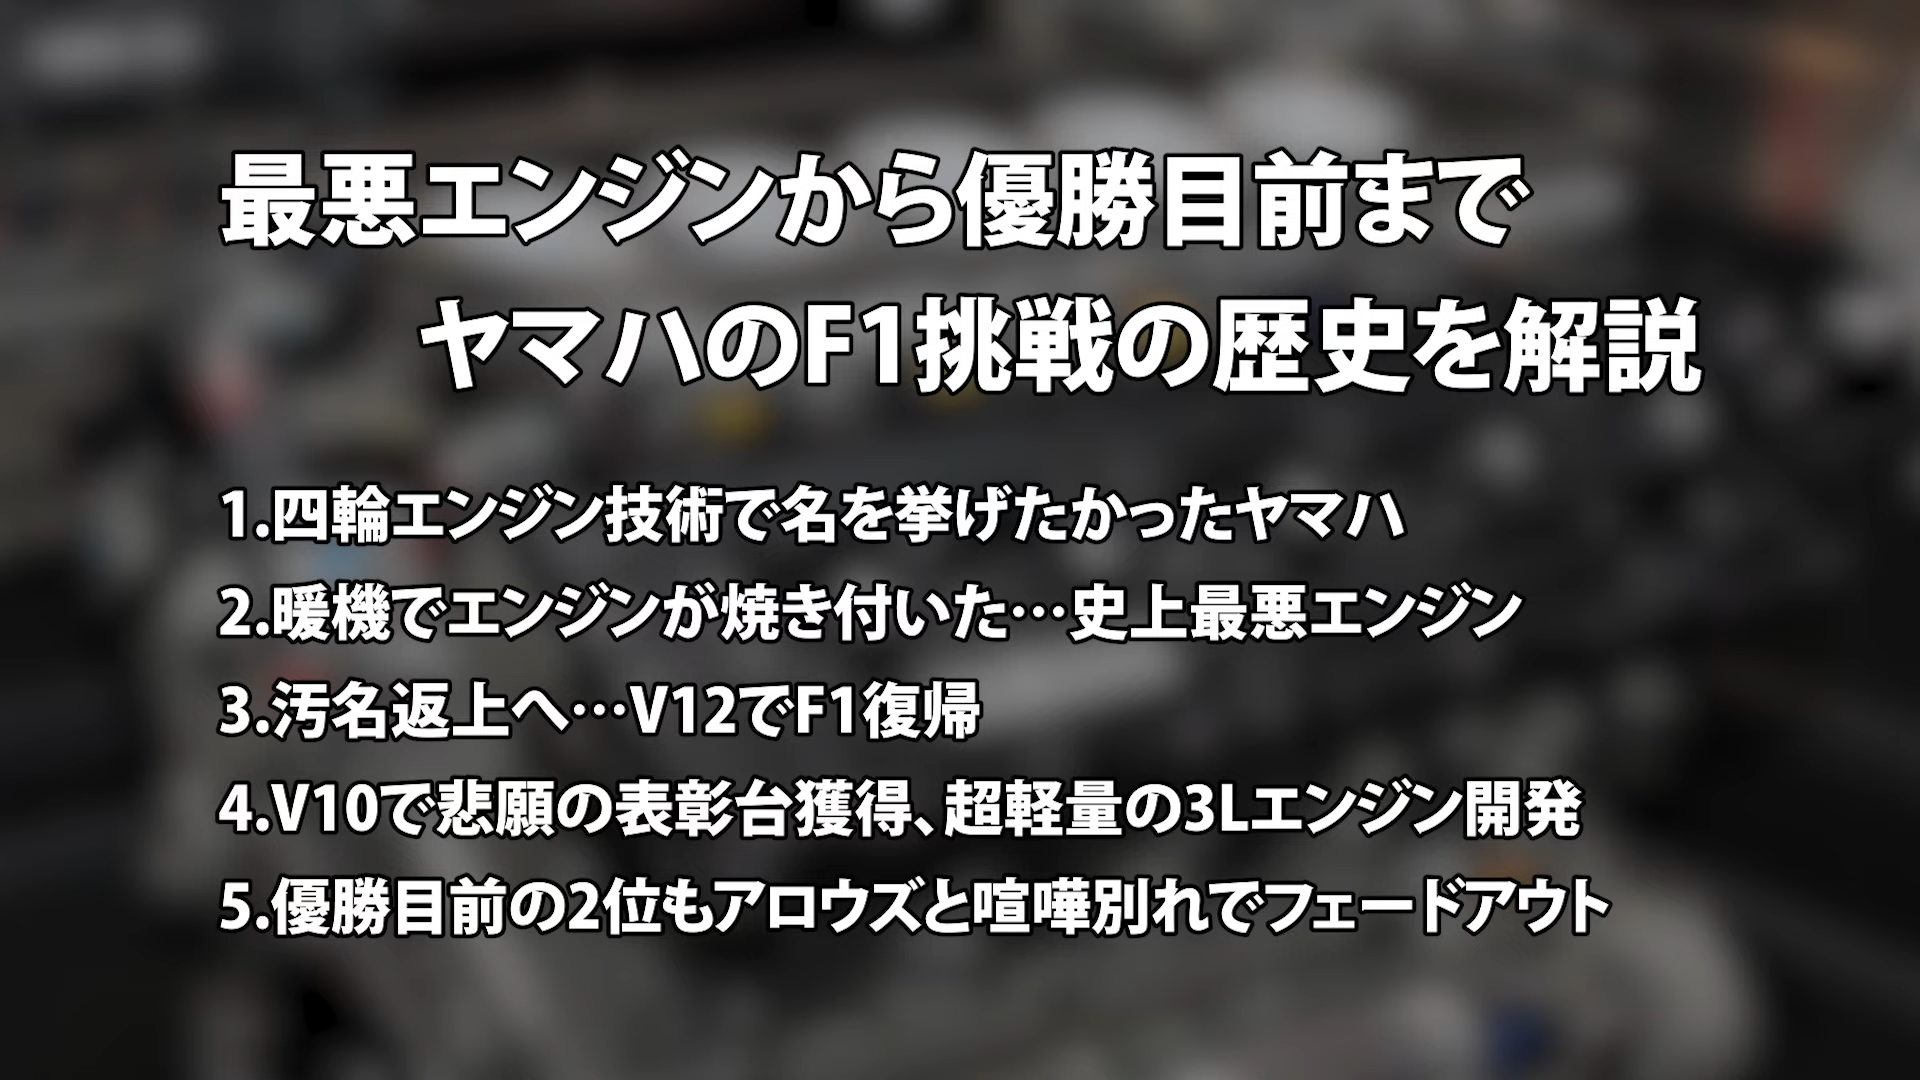 最悪エンジンから優勝目前まで
ヤマハのF1挑戦の歴史を解説
1.四輪エンジン技術で名を挙げたかったヤマハ
2.暖機でエンジンが焼き付いた…史上最悪エンジン
3.汚名返上へ…V12でF1復帰
4.V10で悲願の表彰台獲得、超軽量の3Lエンジン開発
5.優勝目前の2位もアロウズと喧嘩別れでフェードアウト